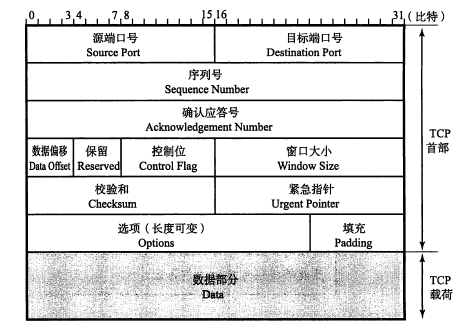 0 3 4 7 8 15 16 31 (比特)
源端口号 目标端口号
Source Port Destination Port
序列号
Sequence Number
确认应答号
Acknowledgement Number
数据偏移 保留 控制位 窗口大小
Data Offset Reserved Control Flag Window Size
TCP
首部
校验和 紧急指针
Checksum Urgent Pointer
选项（长度可变） 填充
Options Padding
数据部分
Data
TCP
载荷